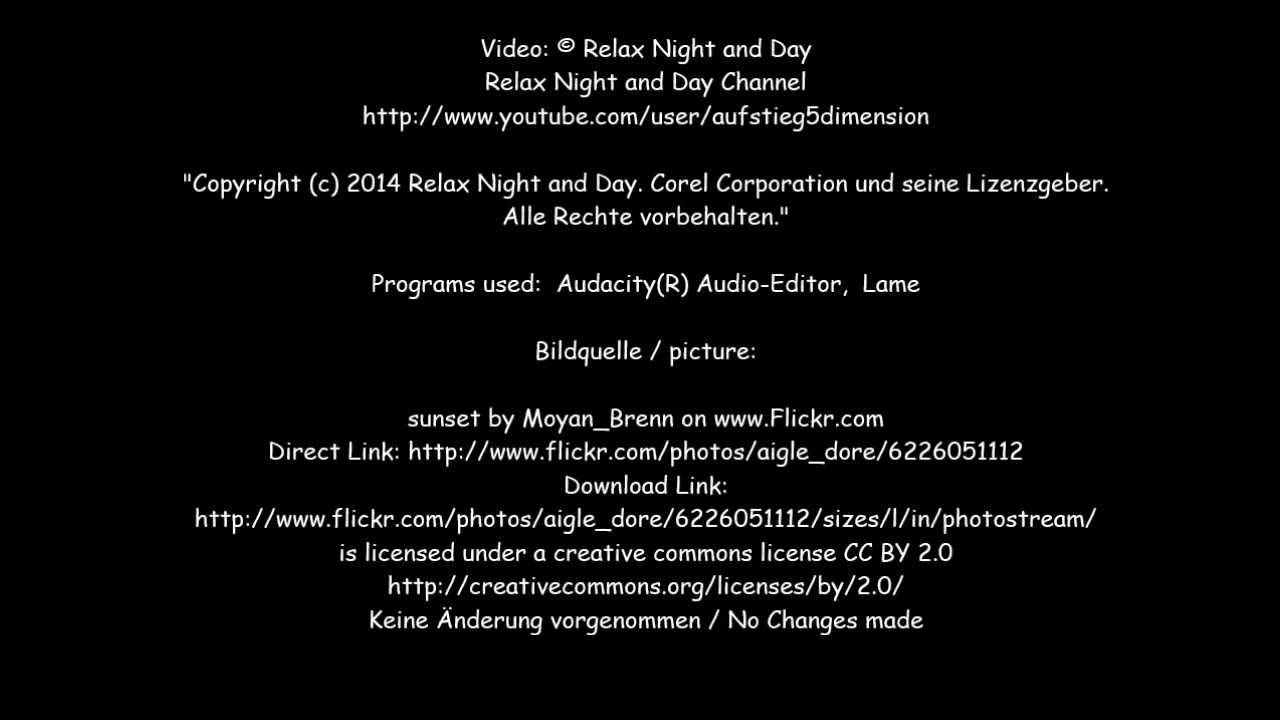 Video: © Relax Night and Day
Relax Night and Day Channel
http://www.youtube.com/user/aufstieg5dimension
"Copyright (c) 2014 Relax Night and Day. Corel Corporation und seine Lizenzgeber.
Alle Rechte vorbehalten."
Programs used:  Audacity(R) Audio-Editor,  Lame
Bildquelle / picture:
sunset by Moyan_Brenn on www.Flickr.com
Direct Link: http://www.flickr.com/photos/aigle_dore/6226051112
Download Link:
http://www.flickr.com/photos/aigle_dore/6226051112/sizes/l/in/photostream/
is licensed under a creative commons license CC BY 2.0
http://creativecommons.org/licenses/by/2.0/
Keine Änderung vorgenommen / No Changes made